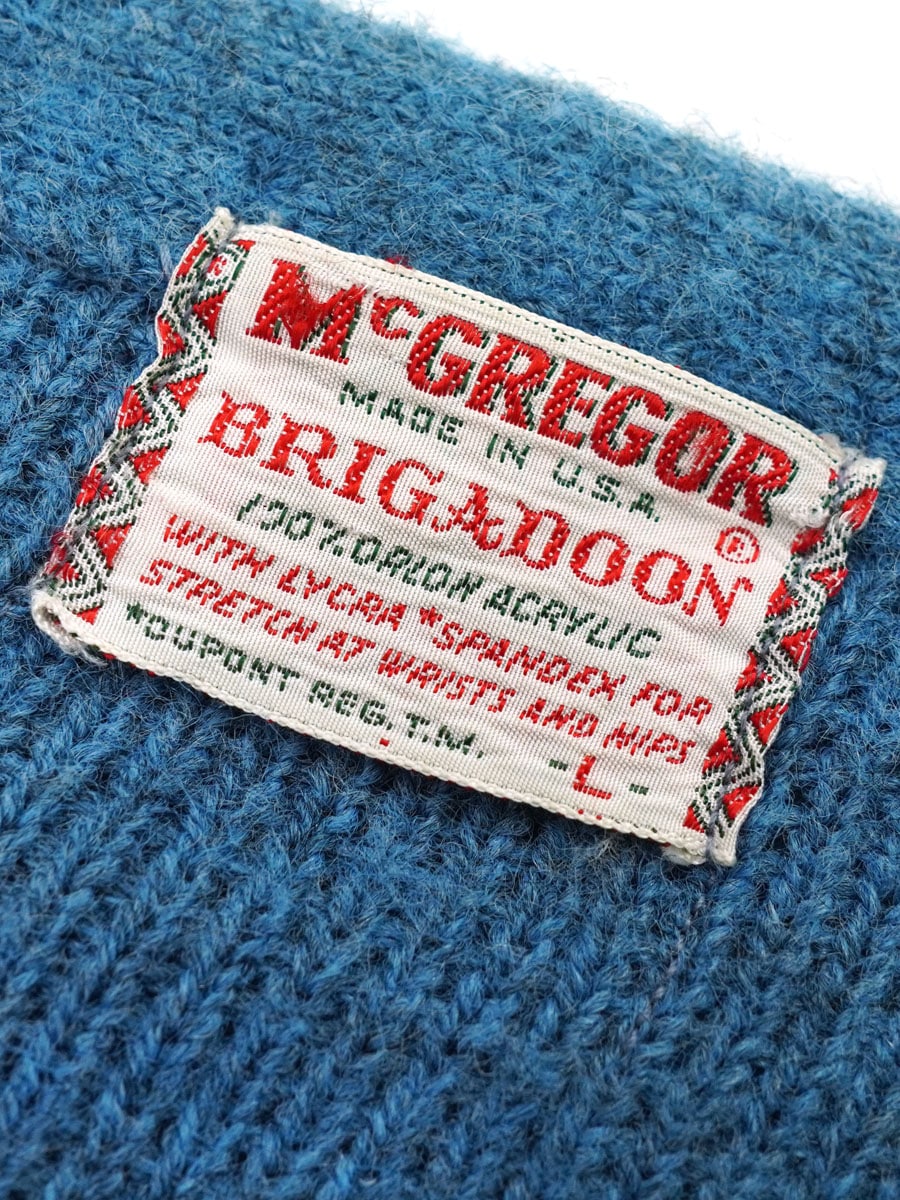 McGREGOR
MADE IN U.S.A.
BRIGADOON ®
100% ORLON ACRYLIC
WITH LYCRA *SPANDEX FOR
STRETCH AT WRISTS AND HIPS
*DUPONT REG. T.M. -L-